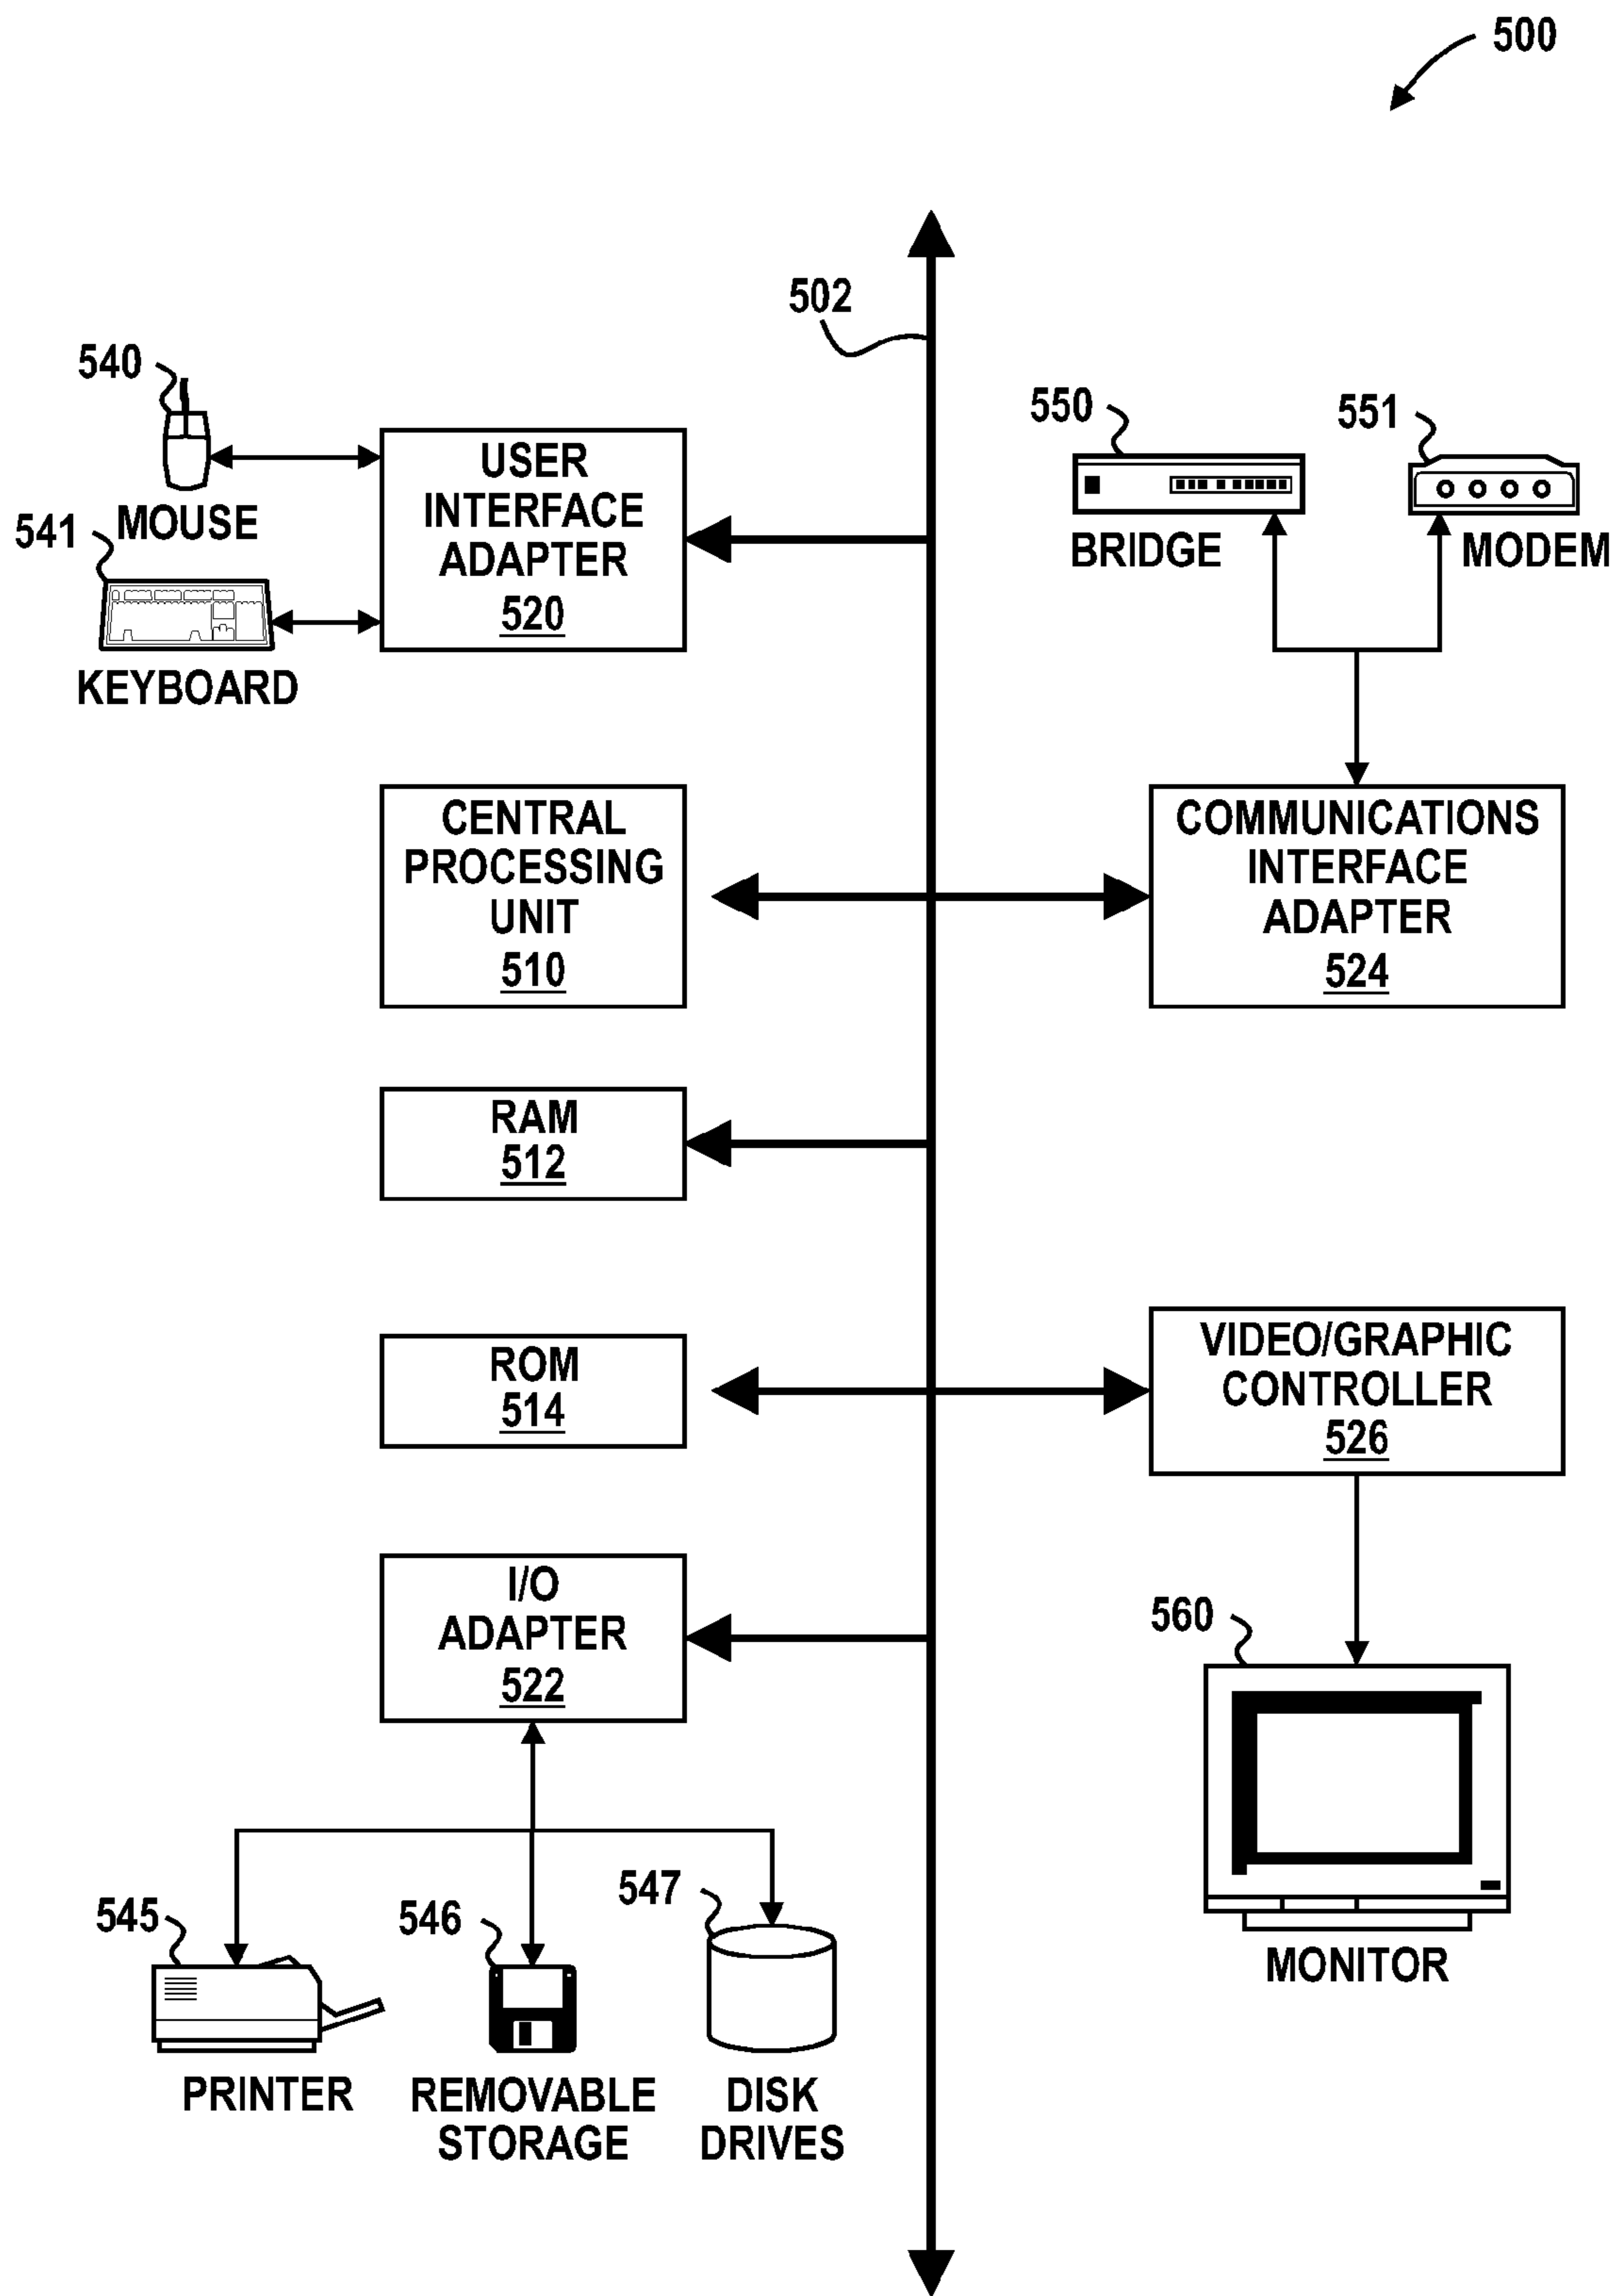 500
502
540
MOUSE
541
KEYBOARD
USER
INTERFACE
ADAPTER
520
550
BRIDGE
551
MODEM
CENTRAL
PROCESSING
UNIT
510
COMMUNICATIONS
INTERFACE
ADAPTER
524
RAM
512
ROM
514
VIDEO/GRAPHIC
CONTROLLER
526
I/O
ADAPTER
522
560
MONITOR
545
PRINTER
546
REMOVABLE
STORAGE
547
DISK
DRIVES